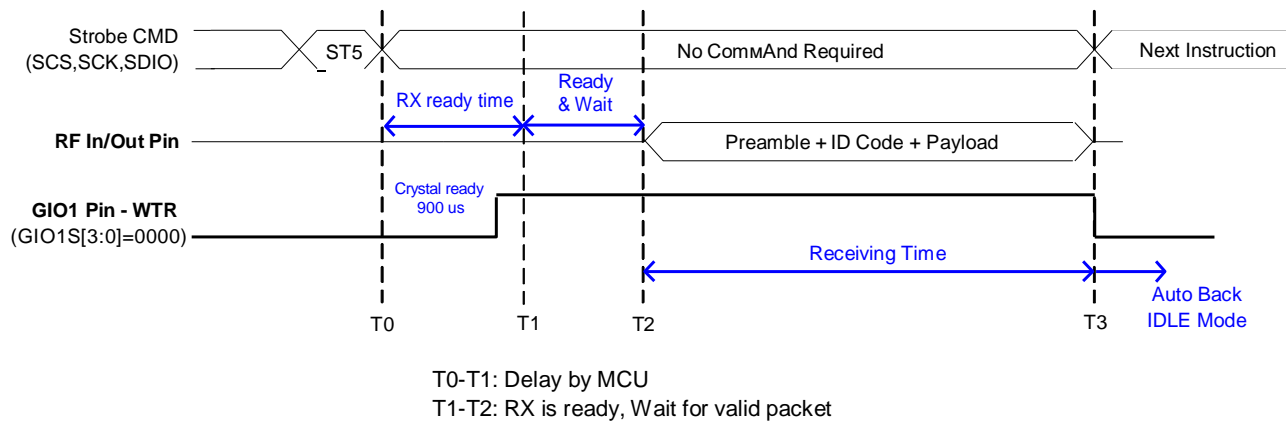 Strobe CMD
(SCS,SCK,SDIO)
_ST5
No CommAnd Required
Next Instruction
RX ready time
Ready
& Wait
RF In/Out Pin
Preamble + ID Code + Payload
Crystal ready
900 us
GIO1 Pin - WTR
(GIO1S[3:0]=0000)
Receiving Time
Auto Back
IDLE Mode
T0
T1
T2
T3
T0-T1: Delay by MCU
T1-T2: RX is ready, Wait for valid packet